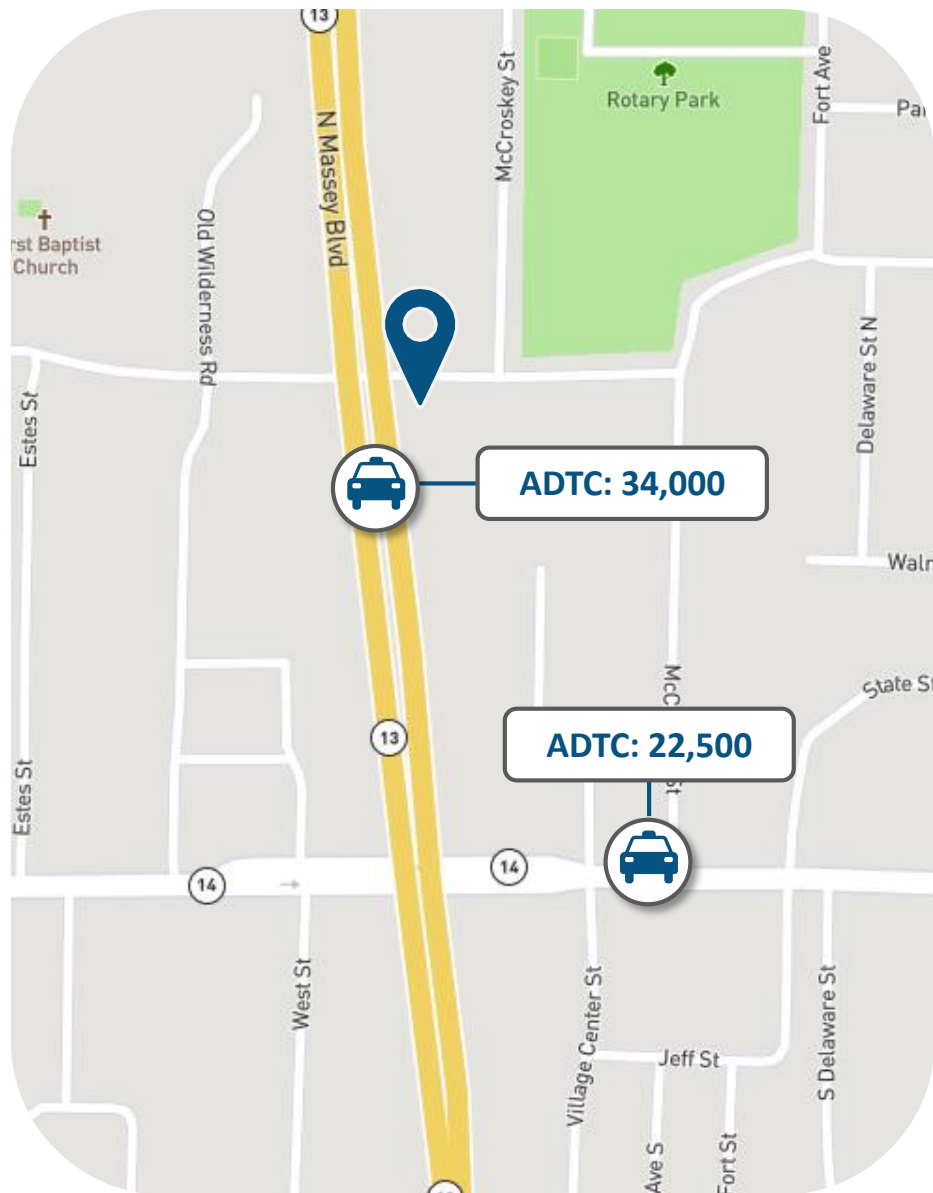 13
McCroskey St
Fort Ave
Rotary Park
N Massey Blvd
Old Wilderness Rd
rst Baptist
Church
Estes St
Delaware St N
ADTC: 34,000
Waln
McC
State St
13
ADTC: 22,500
St
Estes St
14
14
West St
Village Center St
Jeff St
S Delaware St
Ave S
Fort St